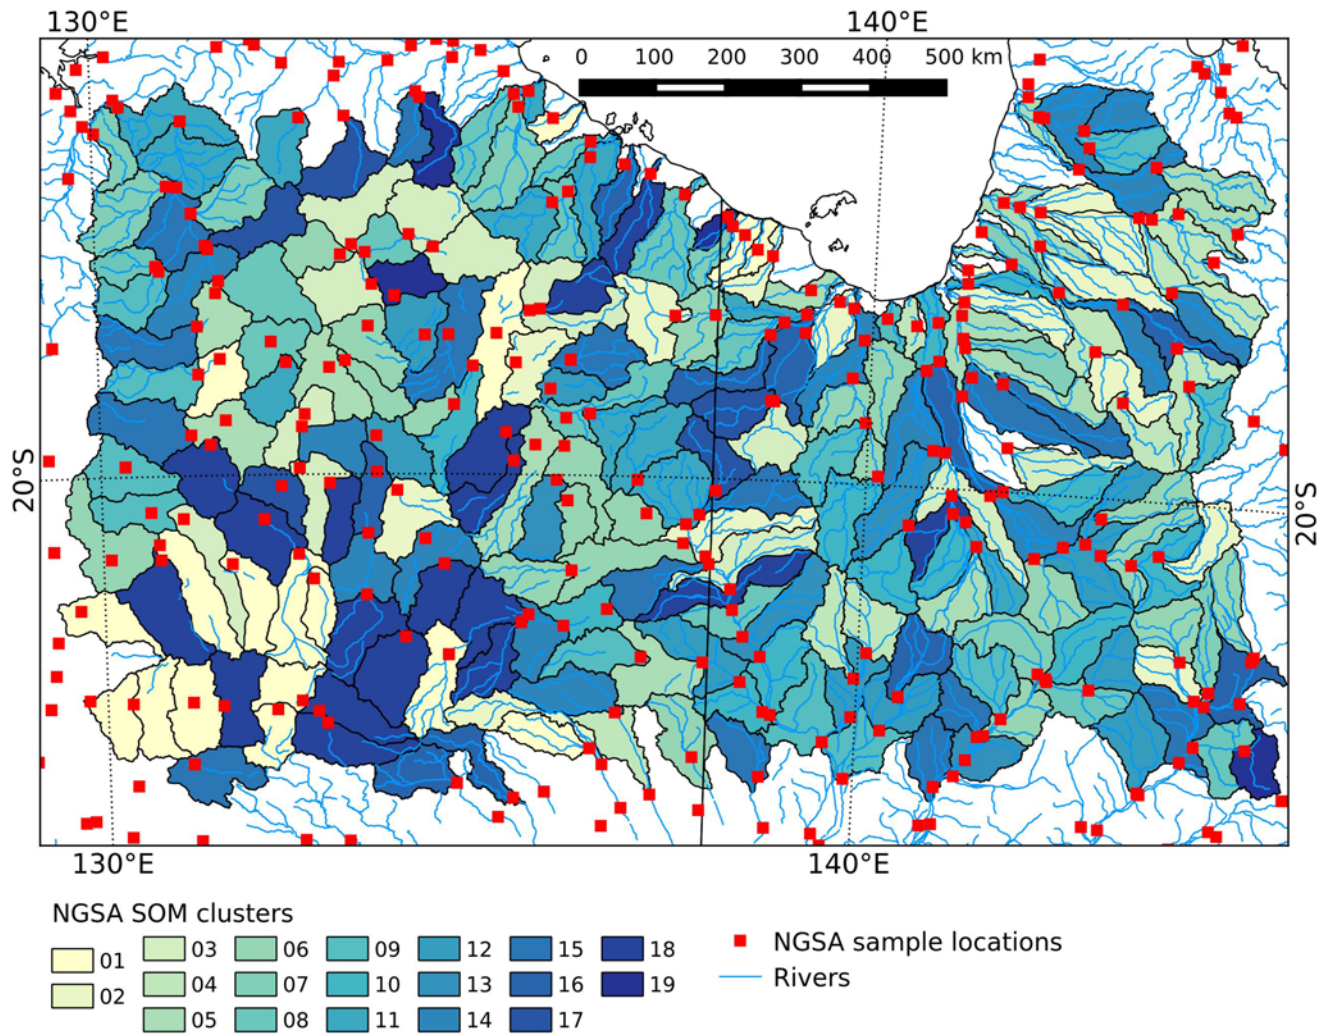 130°E 140°E
0 100 200 300 400 500 km
20°S 20°S
130°E 140°E
NGSA SOM clusters
01 03 06 09 12 15 18 NGSA sample locations
02 04 07 10 13 16 19 Rivers
05 08 11 14 17